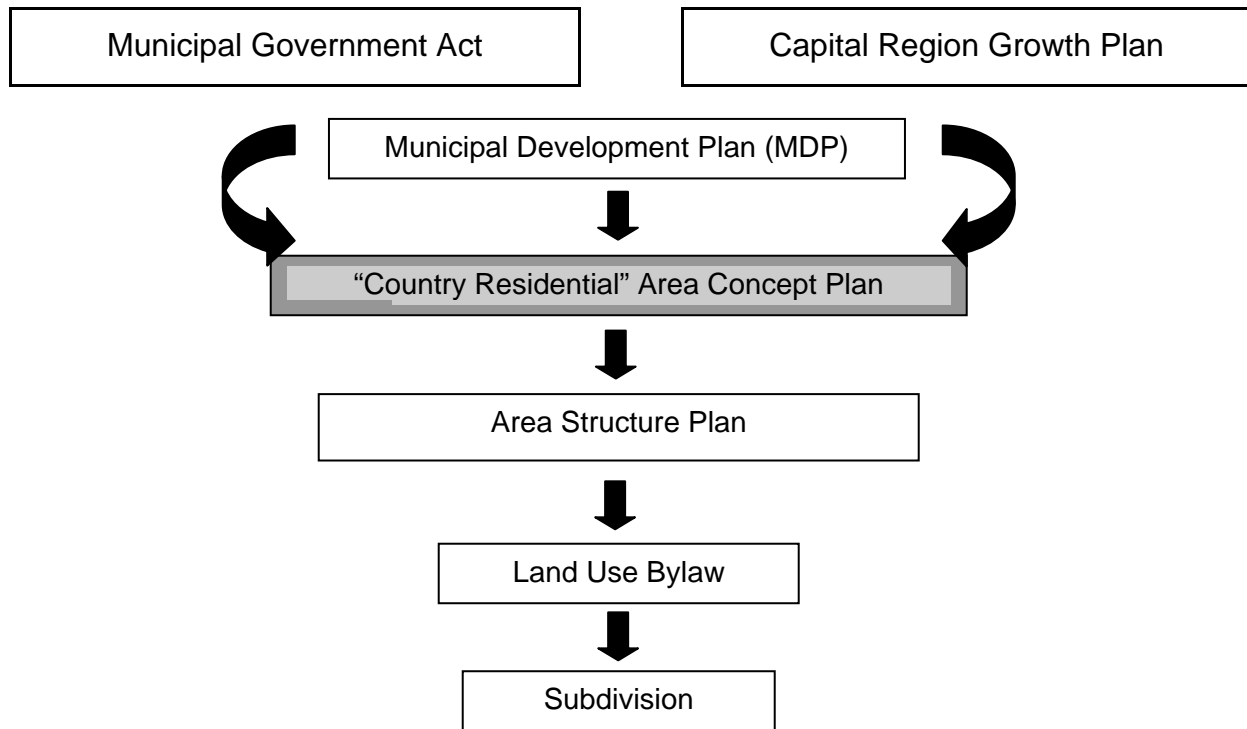 Municipal Government Act
Capital Region Growth Plan
Municipal Development Plan (MDP)
“Country Residential” Area Concept Plan
Area Structure Plan
Land Use Bylaw
Subdivision